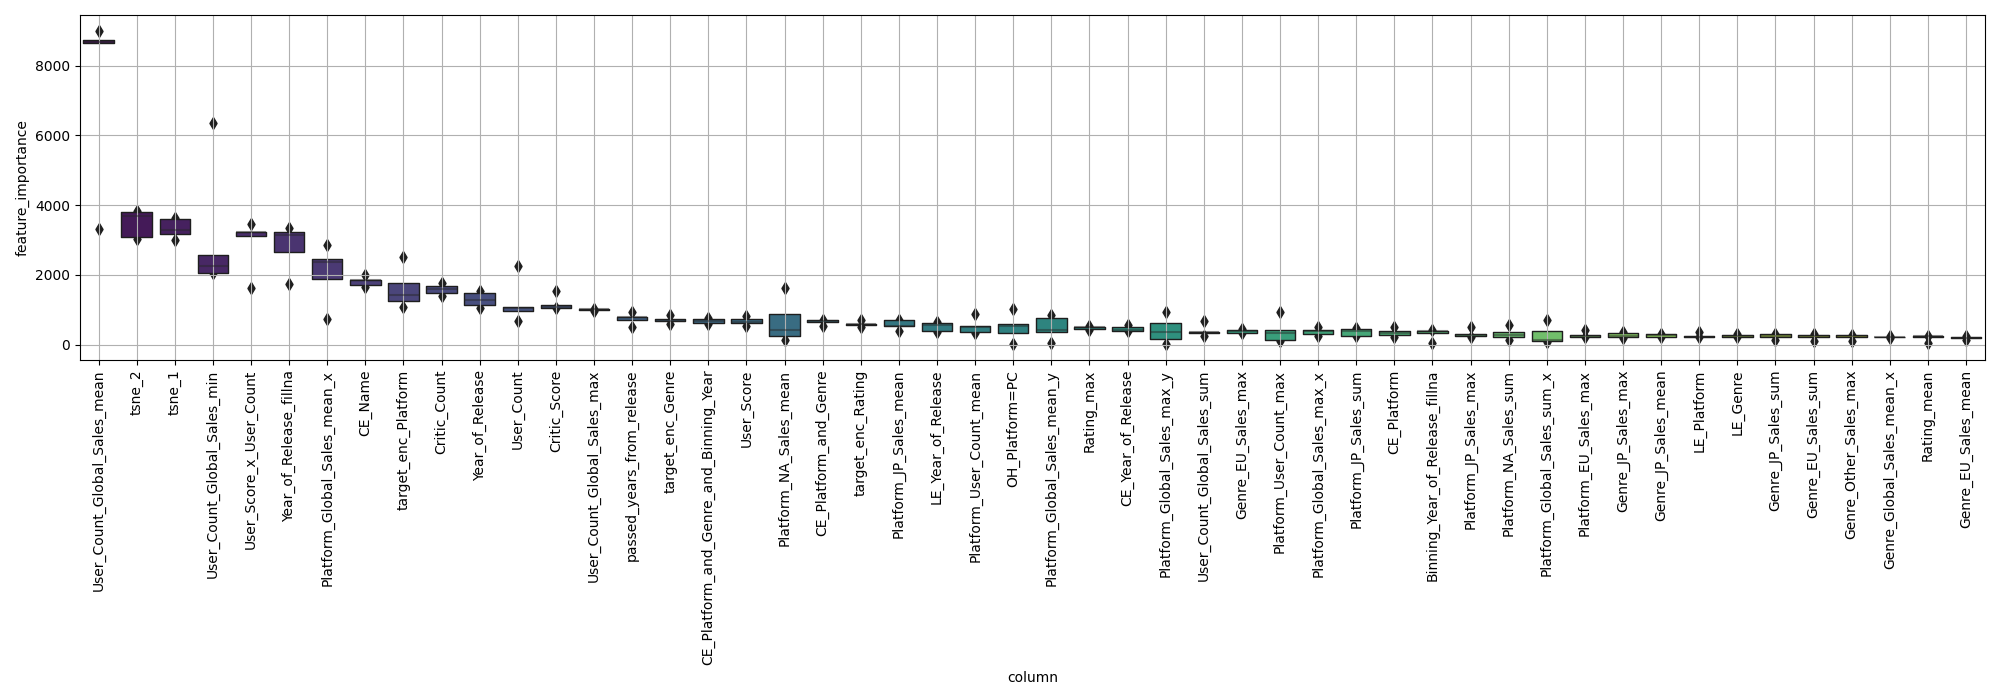 feature_importance
8000
6000
4000
2000
0
User_Count_Global_Sales_mean
tsne_2
tsne_1
User_Count_Global_Sales_min
User_Score_x_User_Count
Year_of_Release_fillna
Platform_Global_Sales_mean_x
CE_Name
target_enc_Platform
Critic_Count
Year_of_Release
User_Count
Critic_Score
User_Count_Global_Sales_max
passed_years_from_release
target_enc_Genre
CE_Platform_and_Genre_and_Binning_Year
User_Score
Platform_NA_Sales_mean
CE_Platform_and_Genre
target_enc_Rating
Platform_JP_Sales_mean
LE_Year_of_Release
Platform_User_Count_mean
OH_Platform=PC
Platform_Global_Sales_mean_y
Rating_max
CE_Year_of_Release
Platform_Global_Sales_max_y
User_Count_Global_Sales_sum
Genre_EU_Sales_max
Platform_User_Count_max
Platform_Global_Sales_max_x
Platform_JP_Sales_sum
CE_Platform
Binning_Year_of_Release_fillna
Platform_JP_Sales_max
Platform_NA_Sales_sum
Platform_Global_Sales_sum_x
Platform_EU_Sales_max
Genre_JP_Sales_max
Genre_JP_Sales_mean
LE_Platform
LE_Genre
Genre_JP_Sales_sum
Genre_EU_Sales_sum
Genre_Other_Sales_max
Genre_Global_Sales_mean_x
Rating_mean
Genre_EU_Sales_mean
column